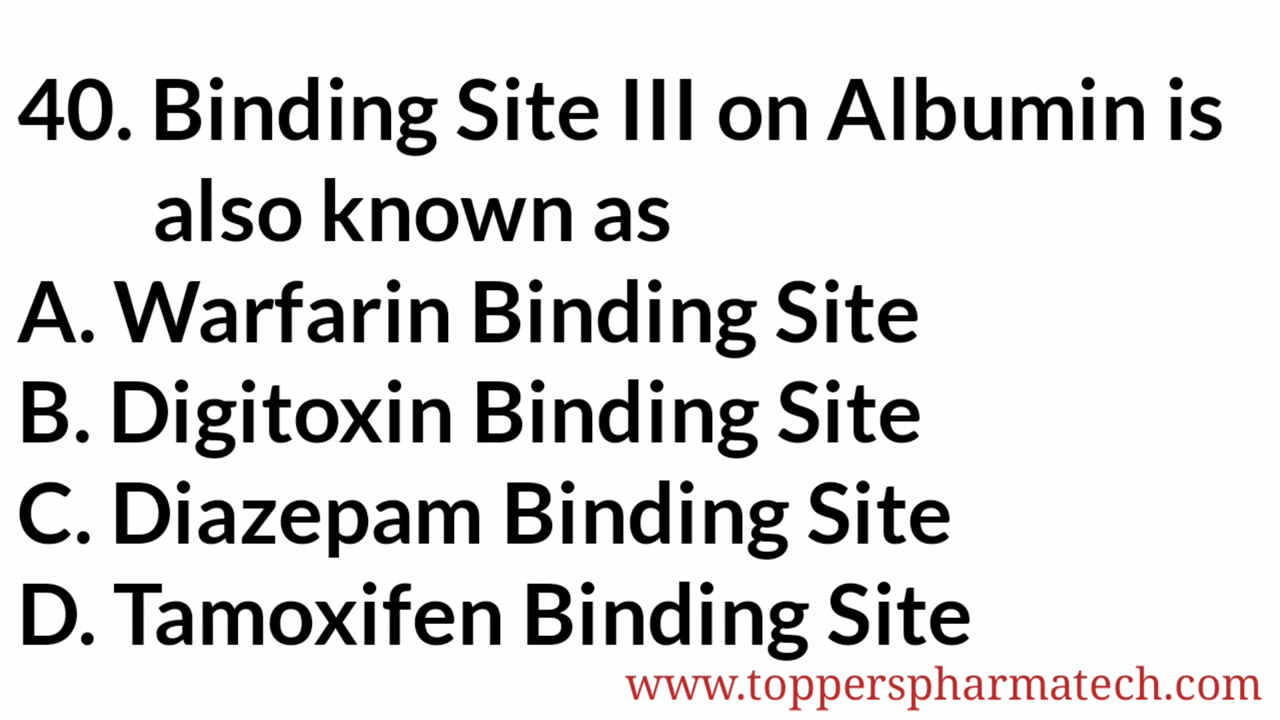 40. Binding Site III on Albumin is
also known as
A. Warfarin Binding Site
B. Digitoxin Binding Site
C. Diazepam Binding Site
D. Tamoxifen Binding Site
www.topperspharmatech.com